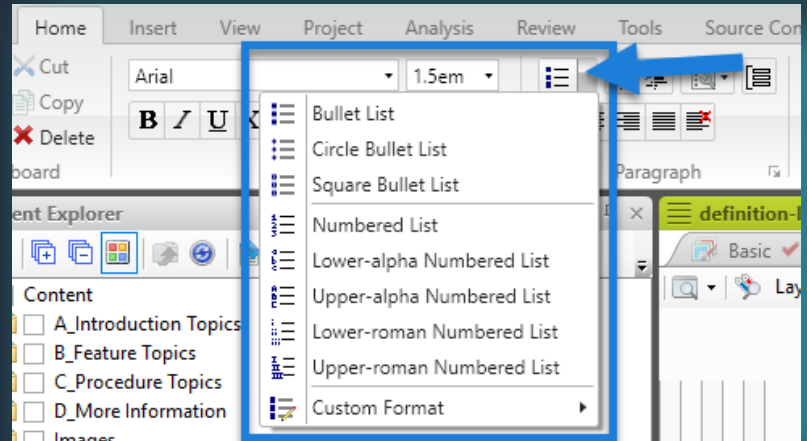 Home Insert View Project Analysis Review Tools Source Con
Cut
Arial 1.5em
Copy
B I U
Delete
board Paragraph
Bullet List
Circle Bullet List
Square Bullet List
Numbered List
Lower-alpha Numbered List
Upper-alpha Numbered List
Lower-roman Numbered List
Upper-roman Numbered List
Custom Format
ent Explorer
Content
A_Introduction Topics
B_Feature Topics
C_Procedure Topics
D_More Information
Images
definition-l
Basic
Lay